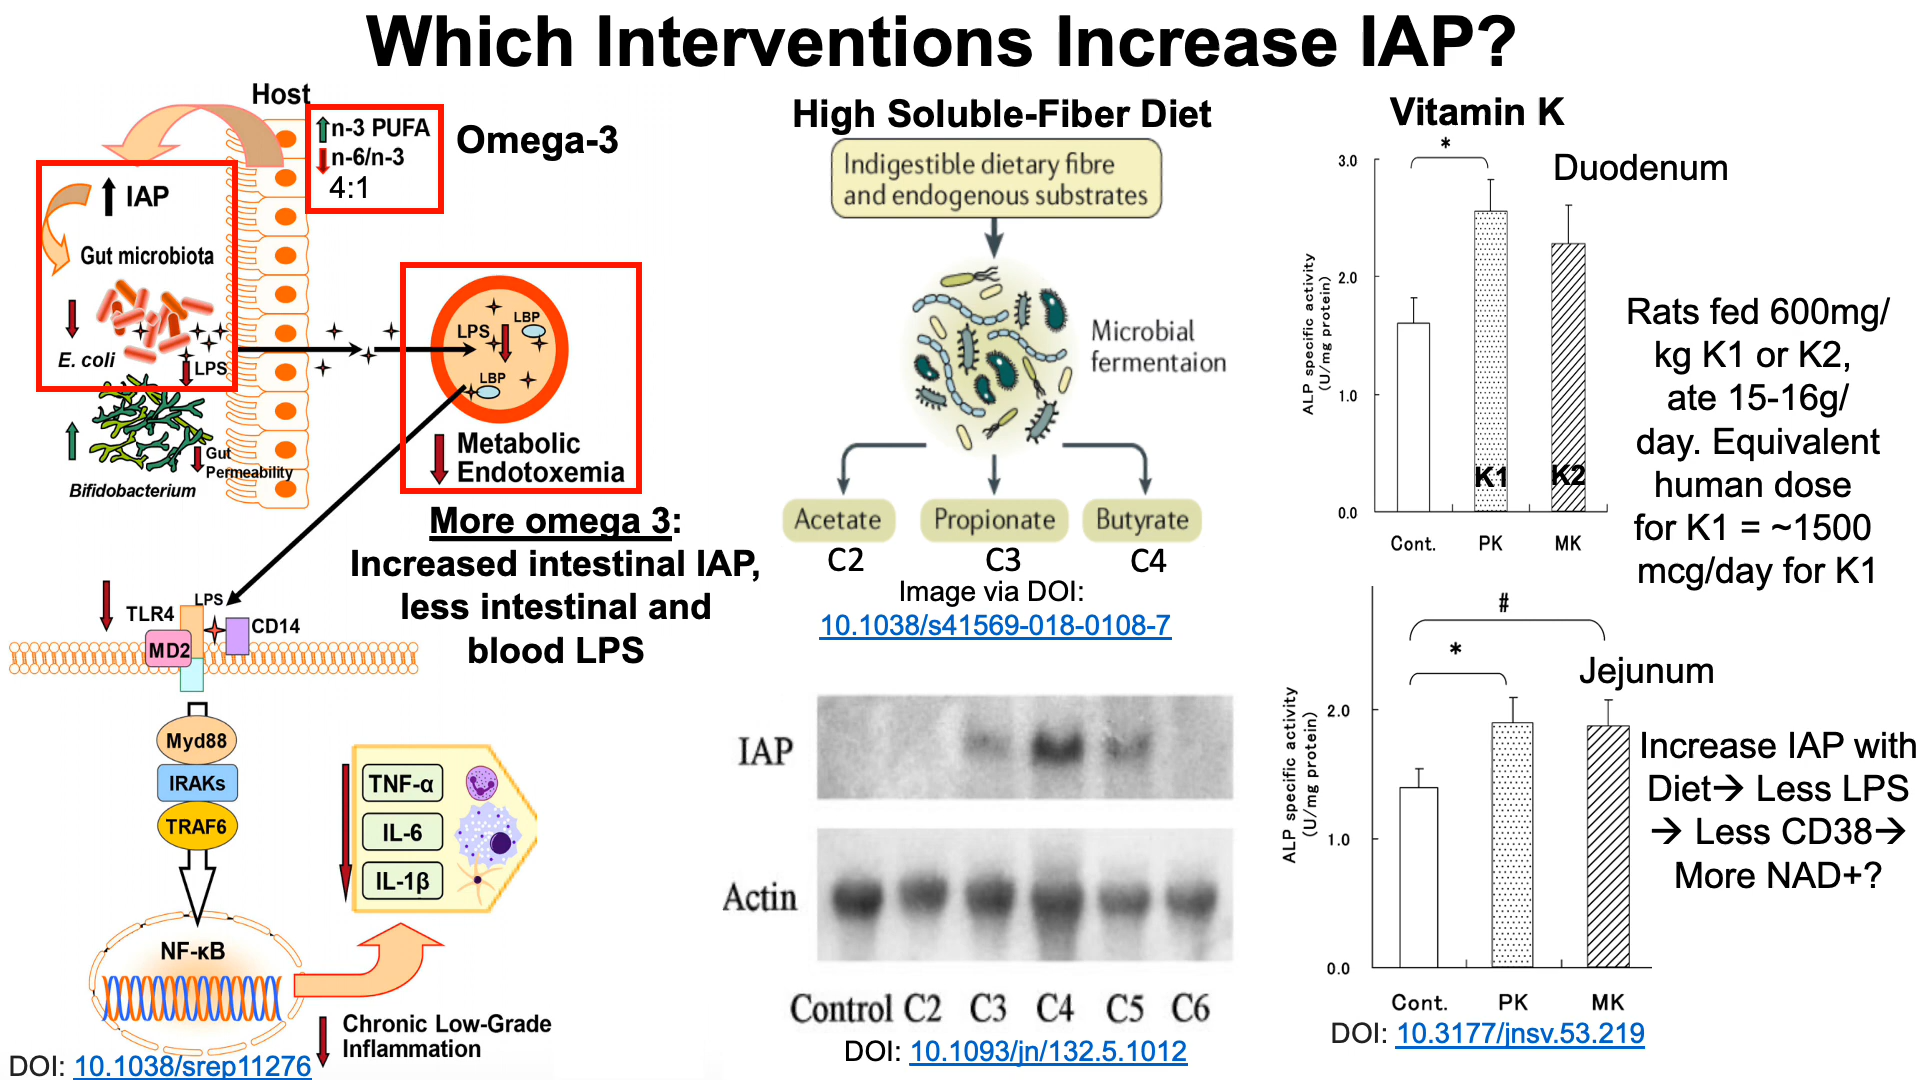 Which Interventions Increase IAP?
Host
n-3 PUFA
n-6/n-3
4:1
Omega-3
IAP
Gut microbiota
E. coli
LPS
Gut
Permeability
Bifidobacterium
LPS
LBP
LBP
Metabolic
Endotoxemia
More omega 3:
Increased intestinal IAP,
less intestinal and
blood LPS
LPS
TLR4
CD14
MD2
Myd88
IRAKs
TRAF6
NF-κB
TNF-α
IL-6
IL-1β
Chronic Low-Grade
Inflammation
DOI: 10.1038/srep11276
High Soluble-Fiber Diet
Indigestible dietary fibre
and endogenous substrates
Microbial
fermentaion
Acetate Propionate Butyrate
C2 C3 C4
Image via DOI:
10.1038/s41569-018-0108-7
IAP
Actin
Control C2 C3 C4 C5 C6
DOI: 10.1093/jn/132.5.1012
Vitamin K
*
Duodenum
3.0
2.0
1.0
0.0
ALP specific activity
(U/mg protein)
K1 K2
Cont. PK MK
Rats fed 600mg/
kg K1 or K2,
ate 15-16g/
day. Equivalent
human dose
for K1 = ~1500
mcg/day for K1
#
*
Jejunum
2.0
1.0
0.0
ALP specific activity
(U/mg protein)
Cont. PK MK
Increase IAP with
Diet→ Less LPS
→ Less CD38→
More NAD+?
DOI: 10.3177/jnsv.53.219